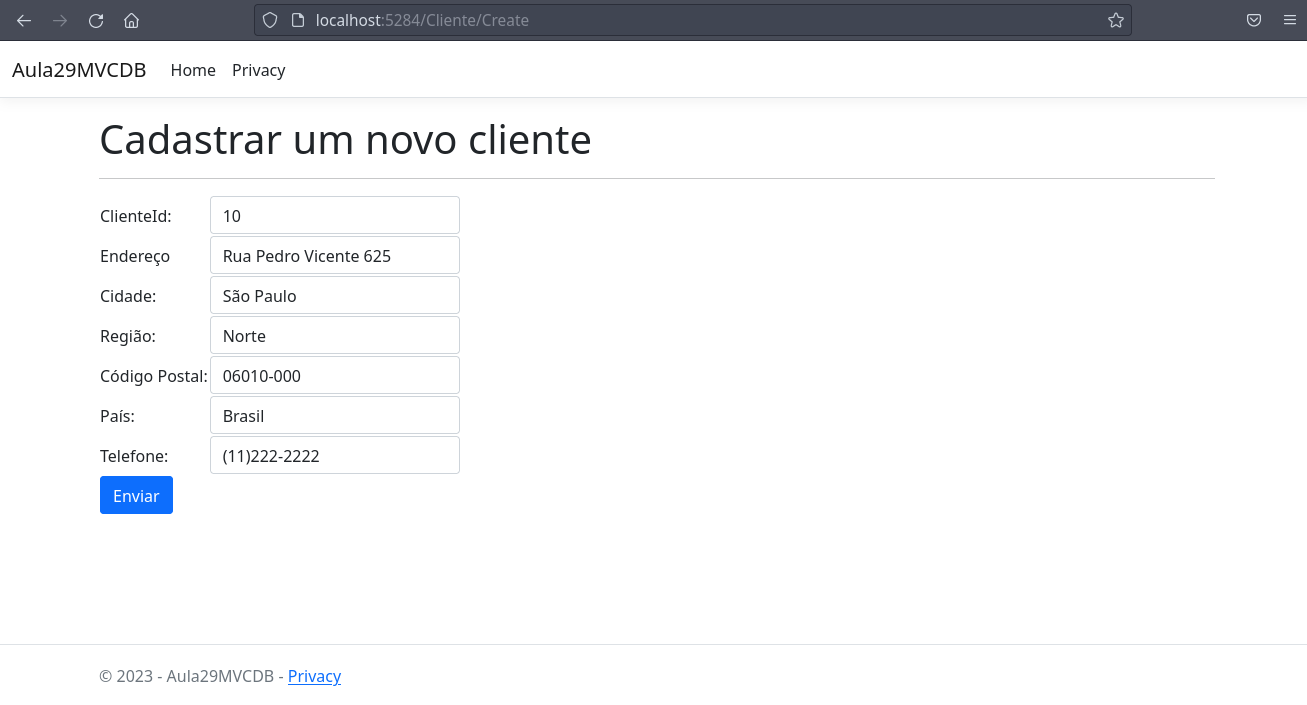 localhost:5284/Cliente/Create
Aula29MVCDB Home Privacy
Cadastrar um novo cliente
ClienteId: 10
Endereço Rua Pedro Vicente 625
Cidade: São Paulo
Região: Norte
Código Postal: 06010-000
País: Brasil
Telefone: (11)222-2222
Enviar
© 2023 - Aula29MVCDB - Privacy